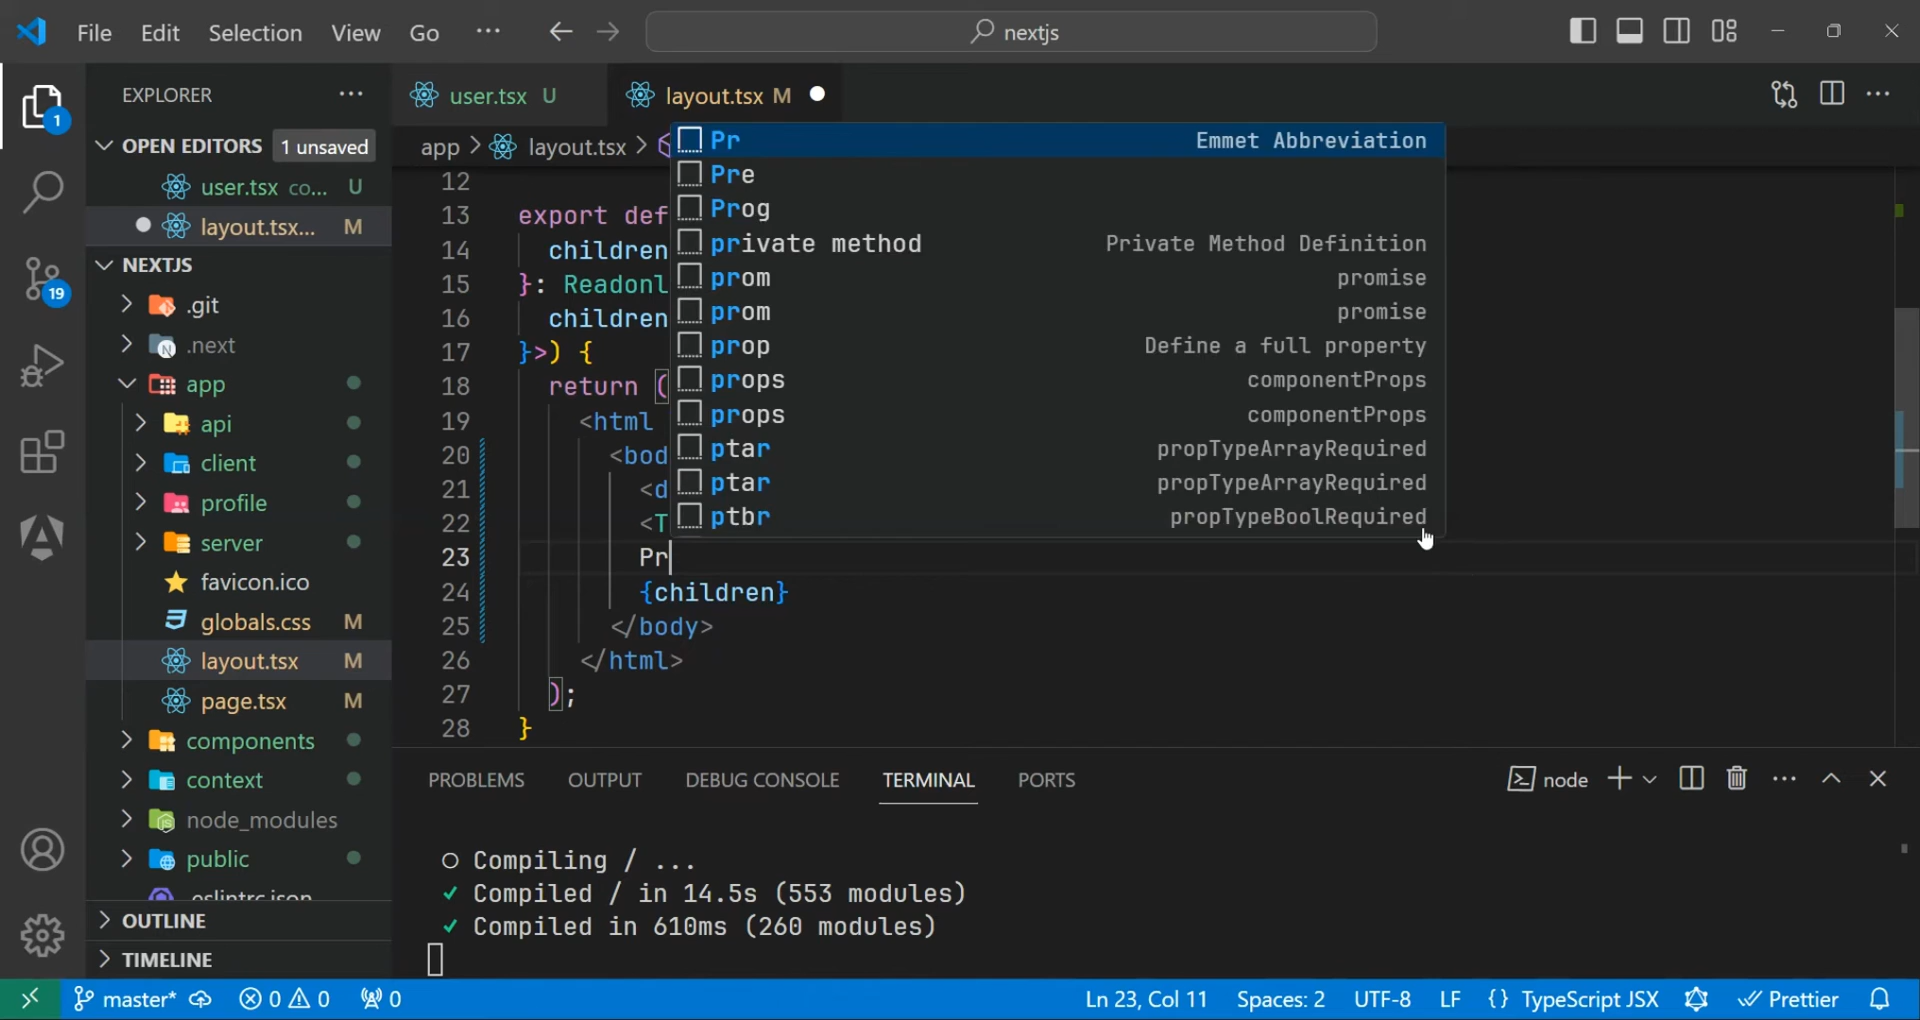 File Edit Selection View Go ··· nextjs
EXPLORER ···
OPEN EDITORS 1 unsaved
user.tsx co... U
layout.tsx... M
NEXTJS
.git
.next
app
api
client
profile
server
favicon.ico
globals.css M
layout.tsx M
page.tsx M
components
context
node_modules
public
.eslintrc.json
OUTLINE
TIMELINE
user.tsx U layout.tsx M
app > layout.tsx >
12
13 export def
14 children
15 }: Readonl
16 children
17 }>) {
18 return (
19 <html
20 <bod
21 <d
22 <T
23 Pr
24 {children}
25 </body>
26 </html>
27 );
28 }
Pr Emmet Abbreviation
Pre
Prog
private method Private Method Definition
prom promise
prom promise
prop Define a full property
props componentProps
props componentProps
ptar propTypeArrayRequired
ptar propTypeArrayRequired
ptbr propTypeBoolRequired
PROBLEMS OUTPUT DEBUG CONSOLE TERMINAL PORTS node
○ Compiling / ...
✓ Compiled / in 14.5s (553 modules)
✓ Compiled in 610ms (260 modules)
1
19
master* 0 0 0 Ln 23, Col 11 Spaces: 2 UTF-8 LF {} TypeScript JSX Prettier